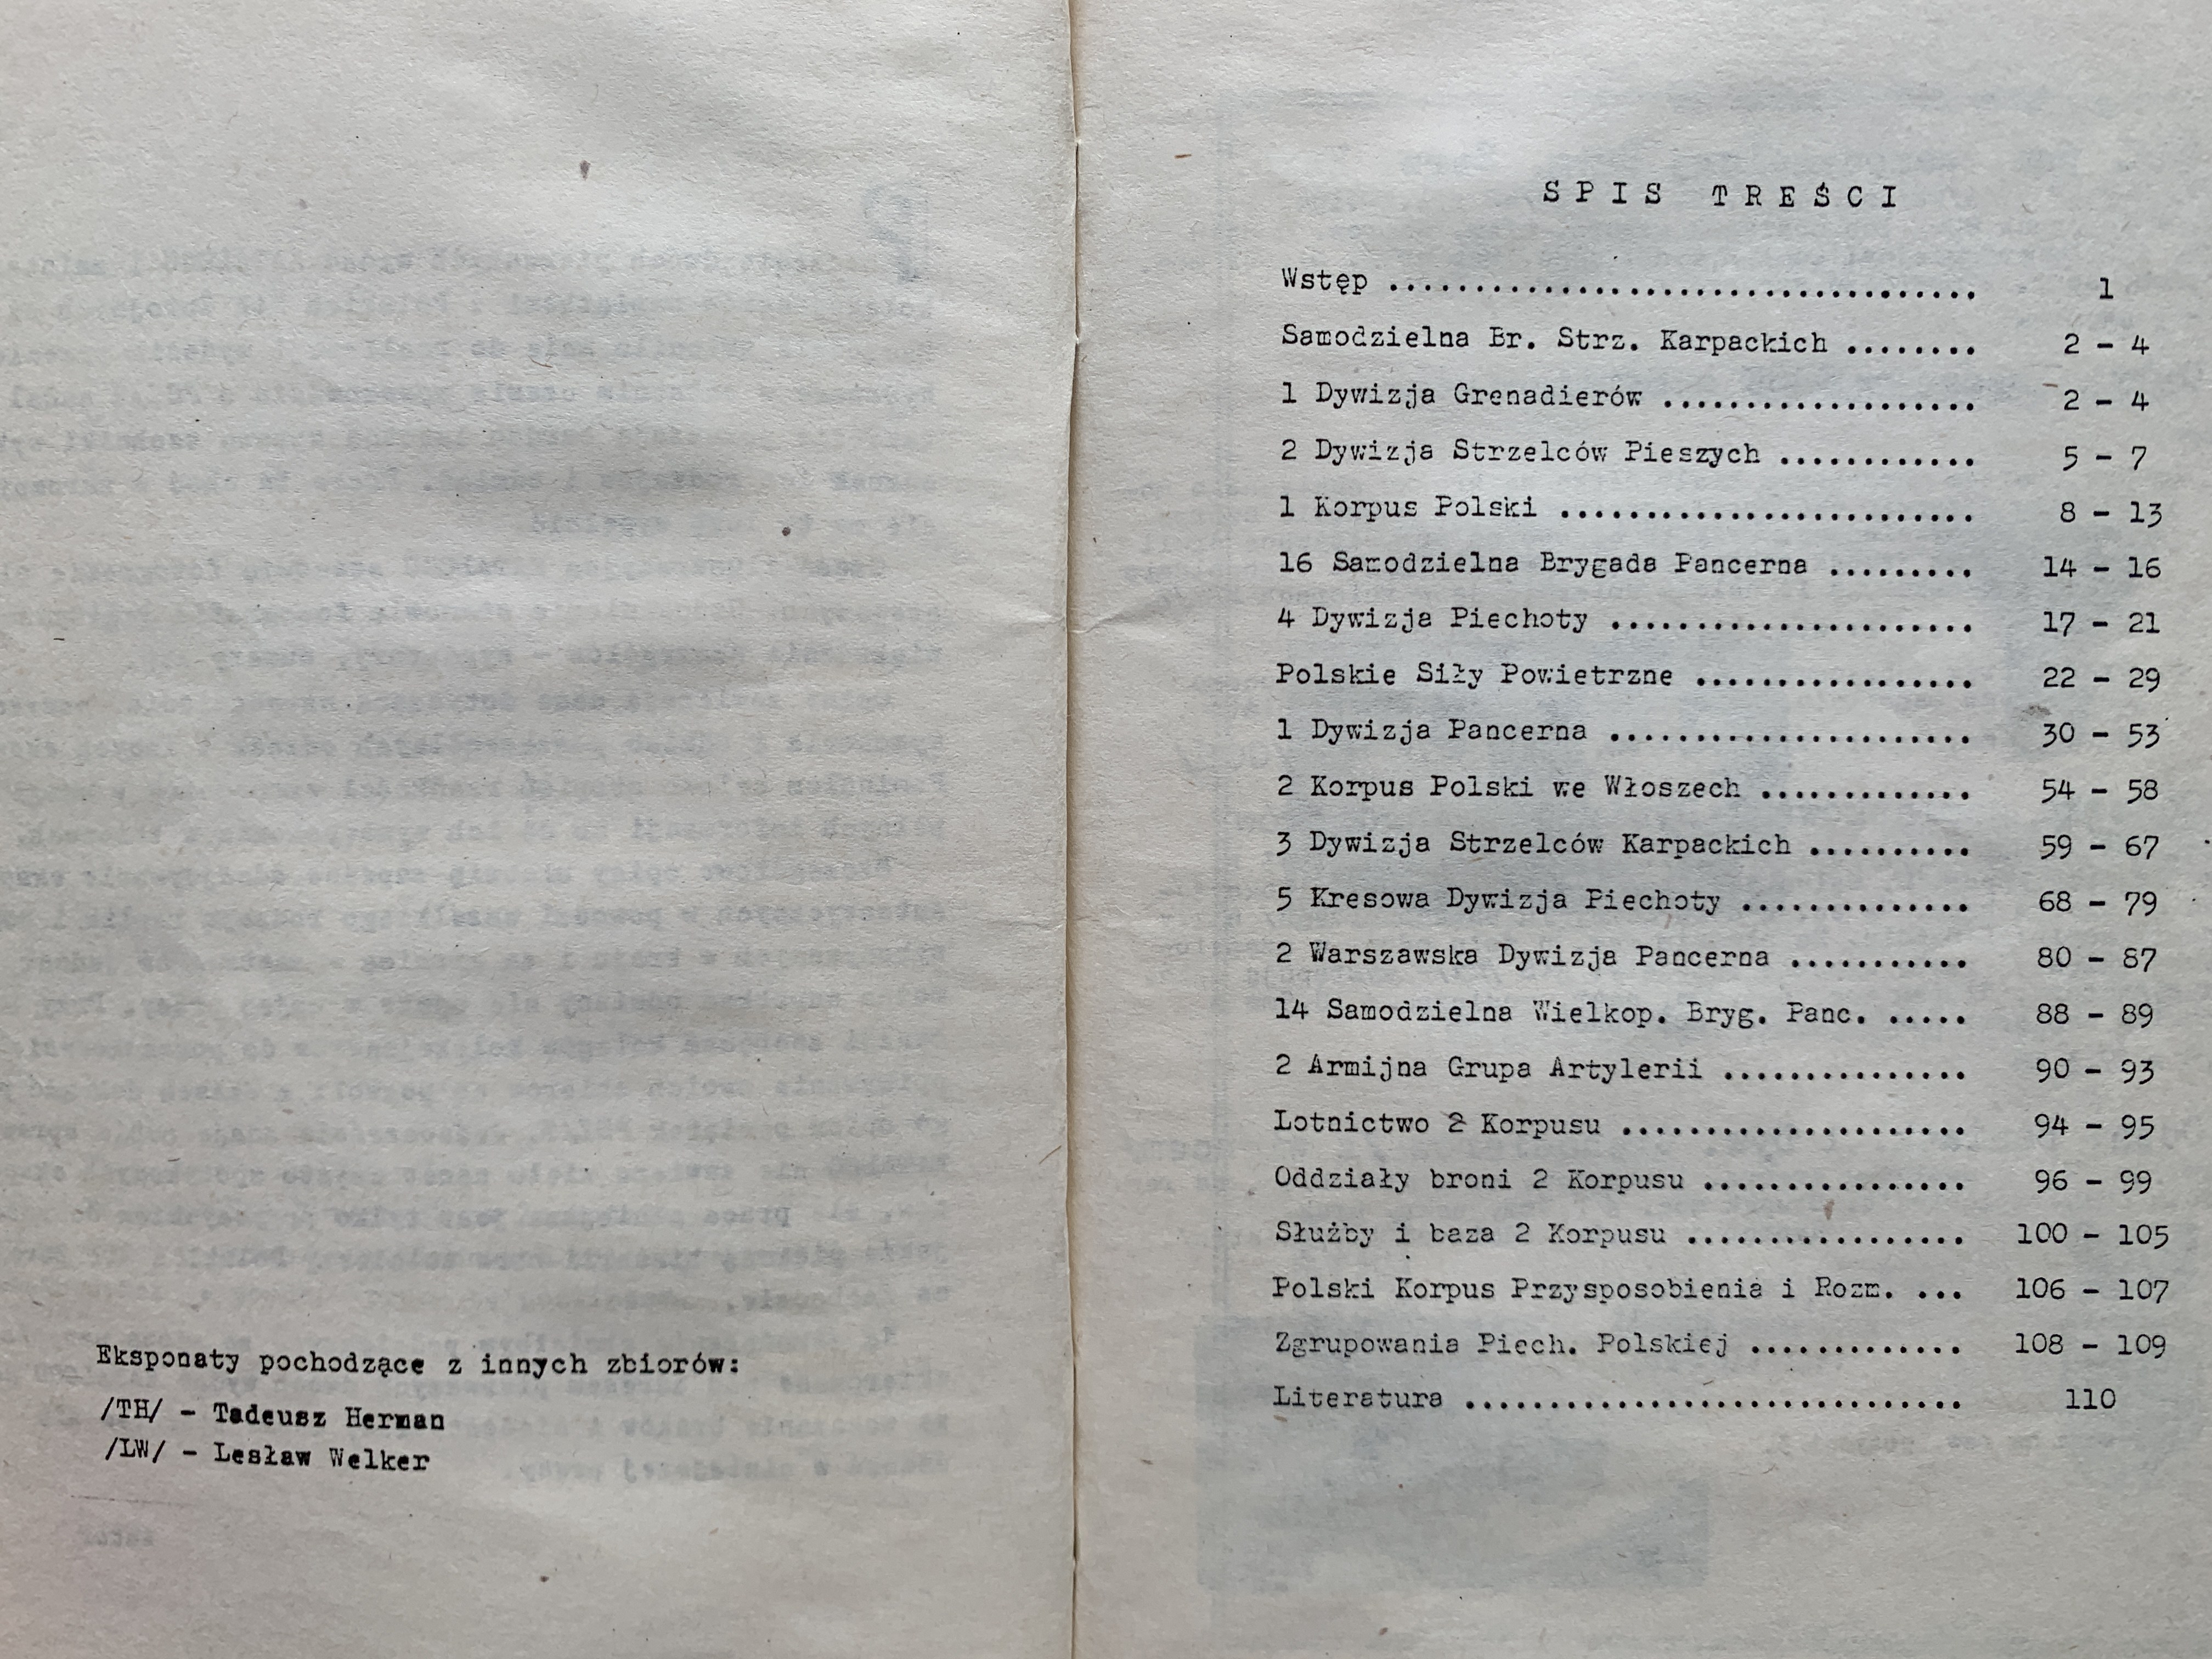 Eksponaty pochodzące z innych zbiorów:
/TH/ - Tadeusz Herman
/LW/ - Lesław Welker
SPIS TREŚCI
Wstęp .................................. 1
Samodzielna Br. Strz. Karpackich ........ 2 - 4
1 Dywizja Grenadierów ................... 2 - 4
2 Dywizja Strzelców Pieszych ............ 5 - 7
1 Korpus Polski ........................ 8 - 13
16 Samodzielna Brygada Pancerna ......... 14 - 16
4 Dywizja Piechoty ..................... 17 - 21
Polskie Siły Powietrzne ................ 22 - 29
1 Dywizja Pancerna ..................... 30 - 53
2 Korpus Polski we Włoszech ............. 54 - 58
3 Dywizja Strzelców Karpackich .......... 59 - 67
5 Kresowa Dywizja Piechoty .............. 68 - 79
2 Warszawska Dywizja Pancerna ........... 80 - 87
14 Samodzielna Wielkop. Bryg. Panc. ..... 88 - 89
2 Armijna Grupa Artylerii ............... 90 - 93
Lotnictwo 2 Korpusu .................... 94 - 95
Oddziały broni 2 Korpusu ................ 96 - 99
Służby i baza 2 Korpusu ................. 100 - 105
Polski Korpus Przysposobienia i Rozm. ... 106 - 107
Zgrupowania Piech. Polskiej ............. 108 - 109
Literatura ............................. 110